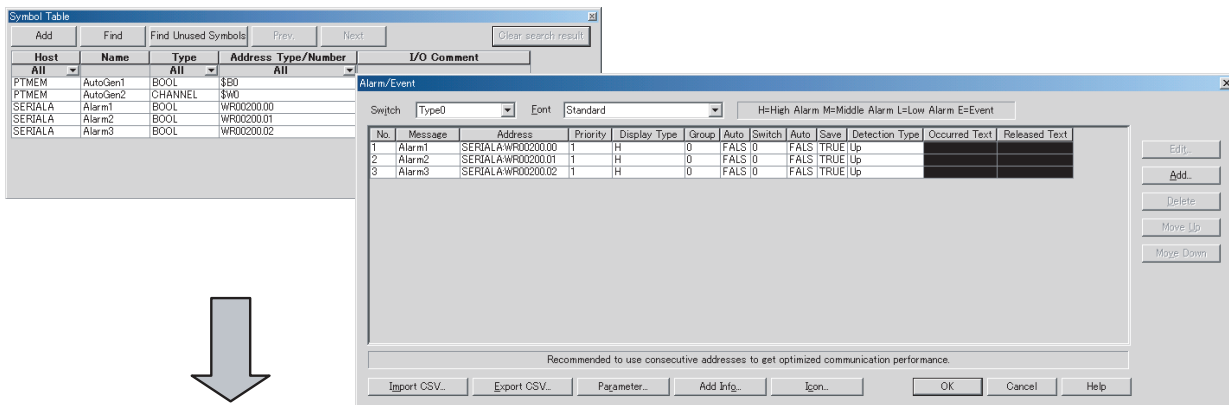 Symbol Table
Add Find Find Unused Symbols Prev. Next Clear search result
Host Name Type Address Type/Number I/O Comment
All All All
PTMEM AutoGen1 BOOL $B0
PTMEM AutoGen2 CHANNEL $W0
SERIALA Alarm1 BOOL WR00200.00
SERIALA Alarm2 BOOL WR00200.01
SERIALA Alarm3 BOOL WR00200.02
Alarm/Event
Switch Type0 Font Standard H=High Alarm M=Middle Alarm L=Low Alarm E=Event
No. Message Address Priority Display Type Group Auto Switch Auto Save Detection Type Occurred Text Released Text
1 Alarm1 SERIALA:WR00200.00 1 H 0 FALS 0 FALS TRUE Up
2 Alarm2 SERIALA:WR00200.01 1 H 0 FALS 0 FALS TRUE Up
3 Alarm3 SERIALA:WR00200.02 1 H 0 FALS 0 FALS TRUE Up
Edit...
Add...
Delete
Move Up
Move Down
Recommended to use consecutive addresses to get optimized communication performance.
Import CSV... Export CSV... Parameter... Add Info... Icon... OK Cancel Help